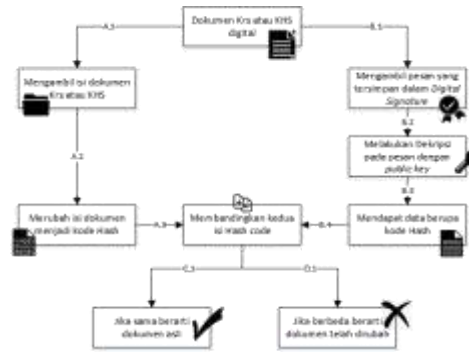 Dokumen Krs atau KHS
digital
A.1
B.1
Mengambil isi dokumen
Krs atau KHS
Mengambil pesan yang
tersimpan dalam Digital
Signature
B.2
A.2
Melakukan Dekripsi
pada pesan dengan
public key
B.3
Merubah isi dokumen
menjadi kode Hash
A.3
Membandingkan kedua
isi Hash code
B.4
Mendapat data berupa
kode Hash
C.1
D.1
Jika sama berarti
dokumen asli
Jika berbeda berarti
dokumen telah dirubah